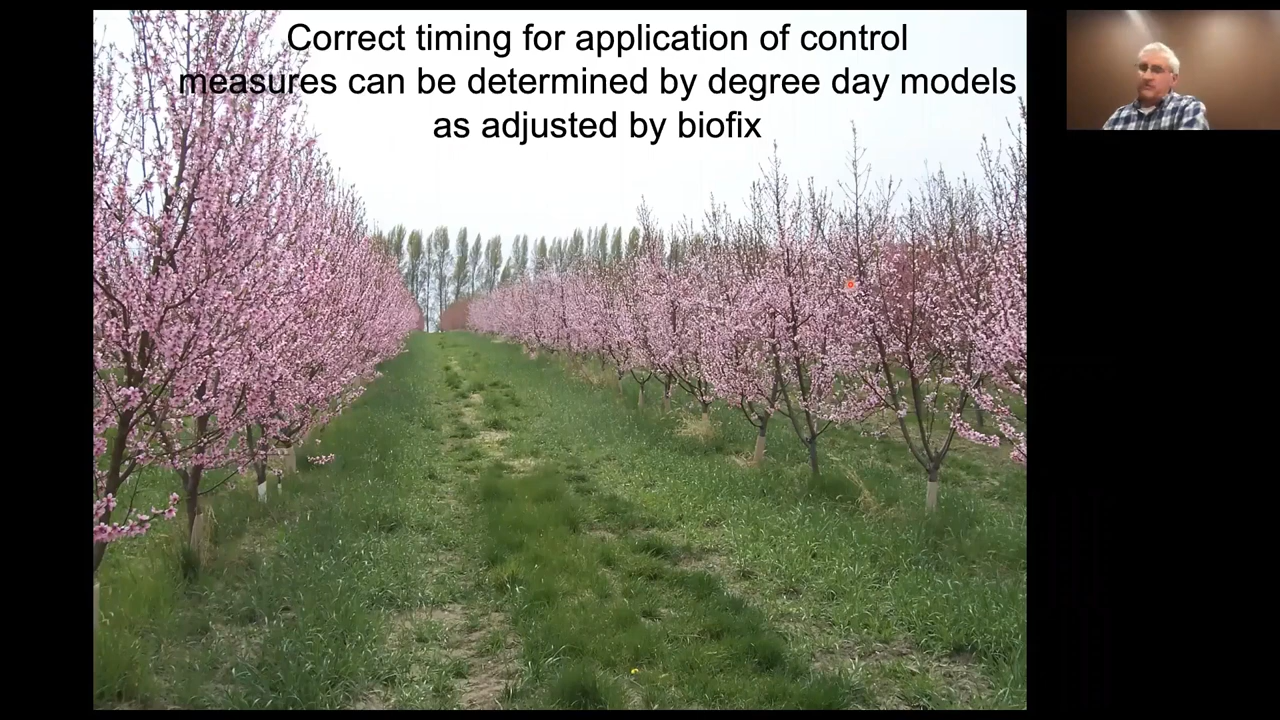 Correct timing for application of control
measures can be determined by degree day models
as adjusted by biofix